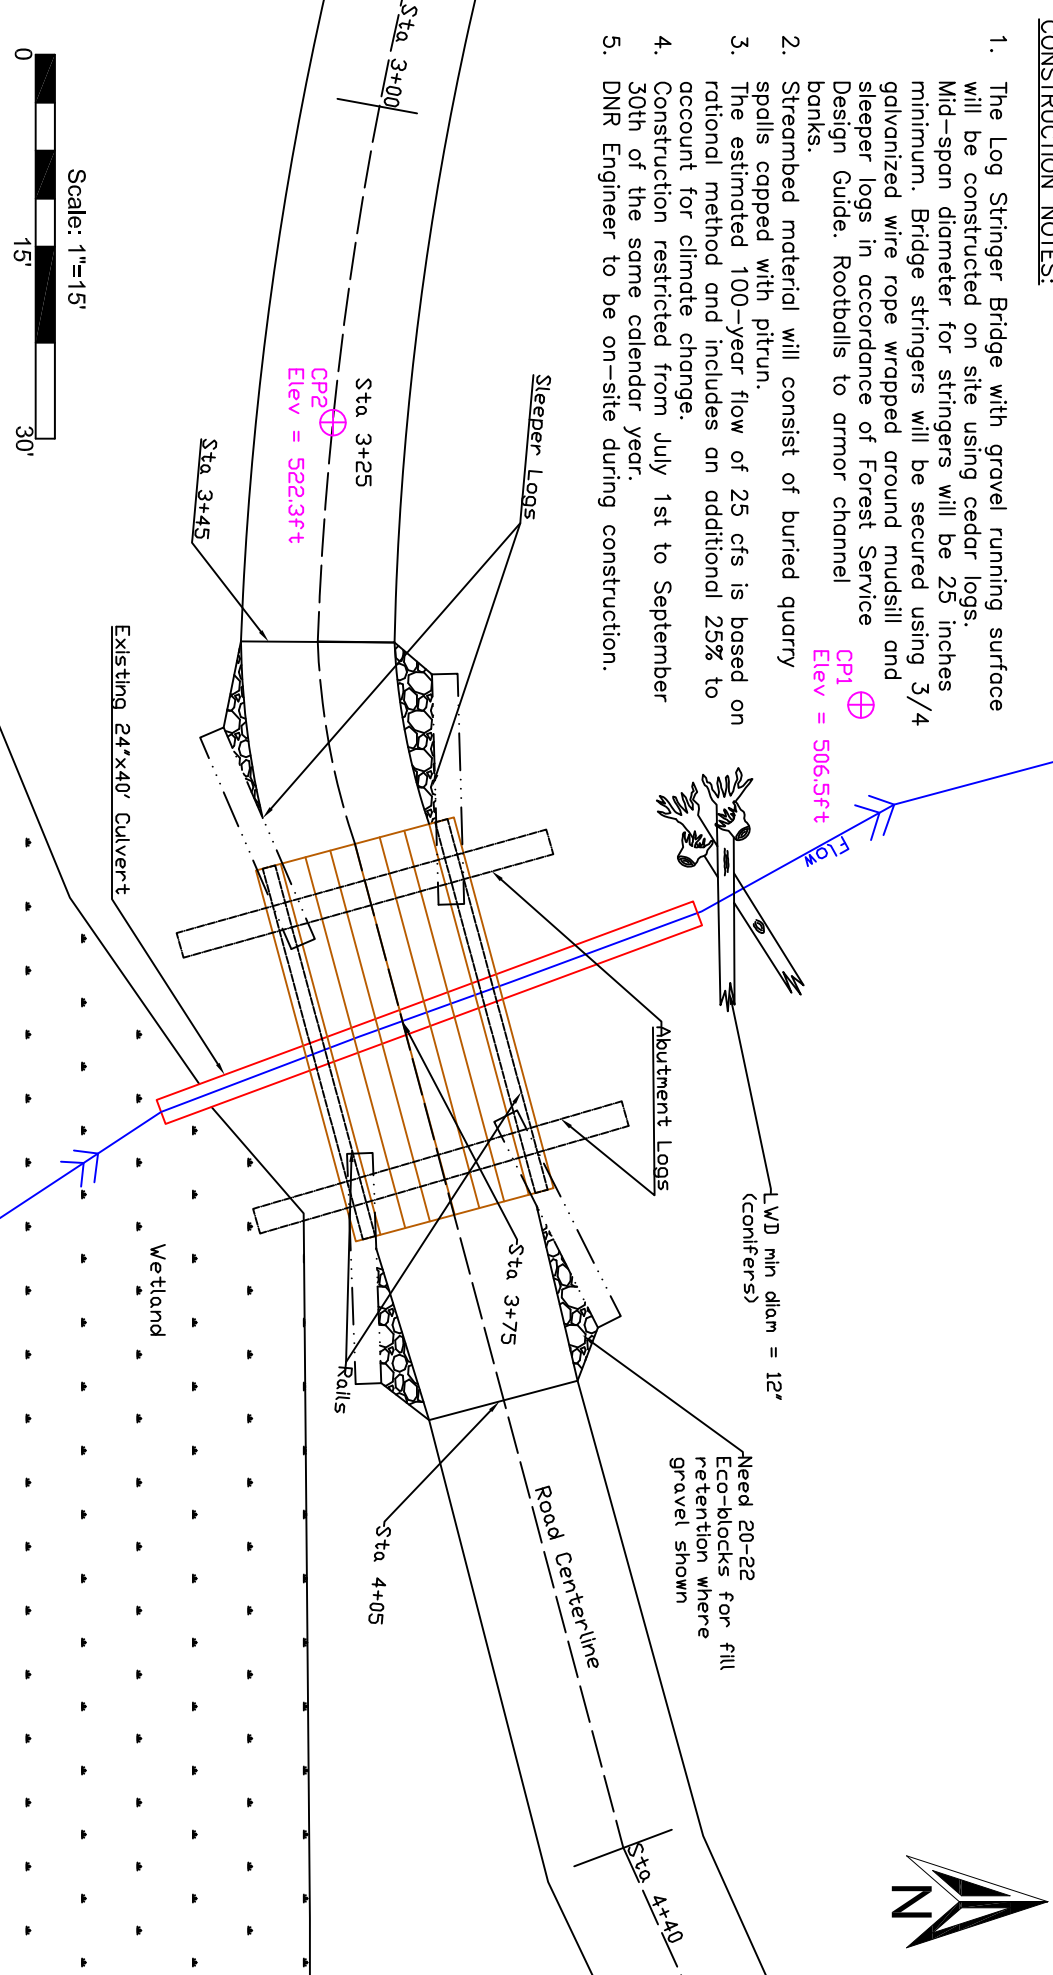 CONSTRUCTION NOTES:
1. The Log Stringer Bridge with gravel running surface
will be constructed on site using cedar logs.
Mid-span diameter for stringers will be 25 inches
minimum. Bridge stringers will be secured using 3/4
galvanized wire rope wrapped around mudsill and
sleeper logs in accordance of Forest Service
Design Guide. Rootballs to armor channel
banks.
2. Streambed material will consist of buried quarry
spalls capped with pitrun.
3. The estimated 100-year flow of 25 cfs is based on
rational method and includes an additional 25% to
account for climate change.
4. Construction restricted from July 1st to September
30th of the same calendar year.
5. DNR Engineer to be on-site during construction.
CP1
Elev = 506.5ft
Flow
LWD min diam = 12"
(conifers)
Need 20-22
Eco-blocks for fill
retention where
gravel shown
N
Sleeper Logs
Abutment Logs
Sta 3+00
Sta 3+25
CP2
Elev = 522.3ft
Sta 3+45
Sta 3+75
Rails
Sta 4+05
Road Centerline
Sta 4+40
Existing 24"x40' Culvert
Wetland
Scale: 1"=15'
0 15' 30'